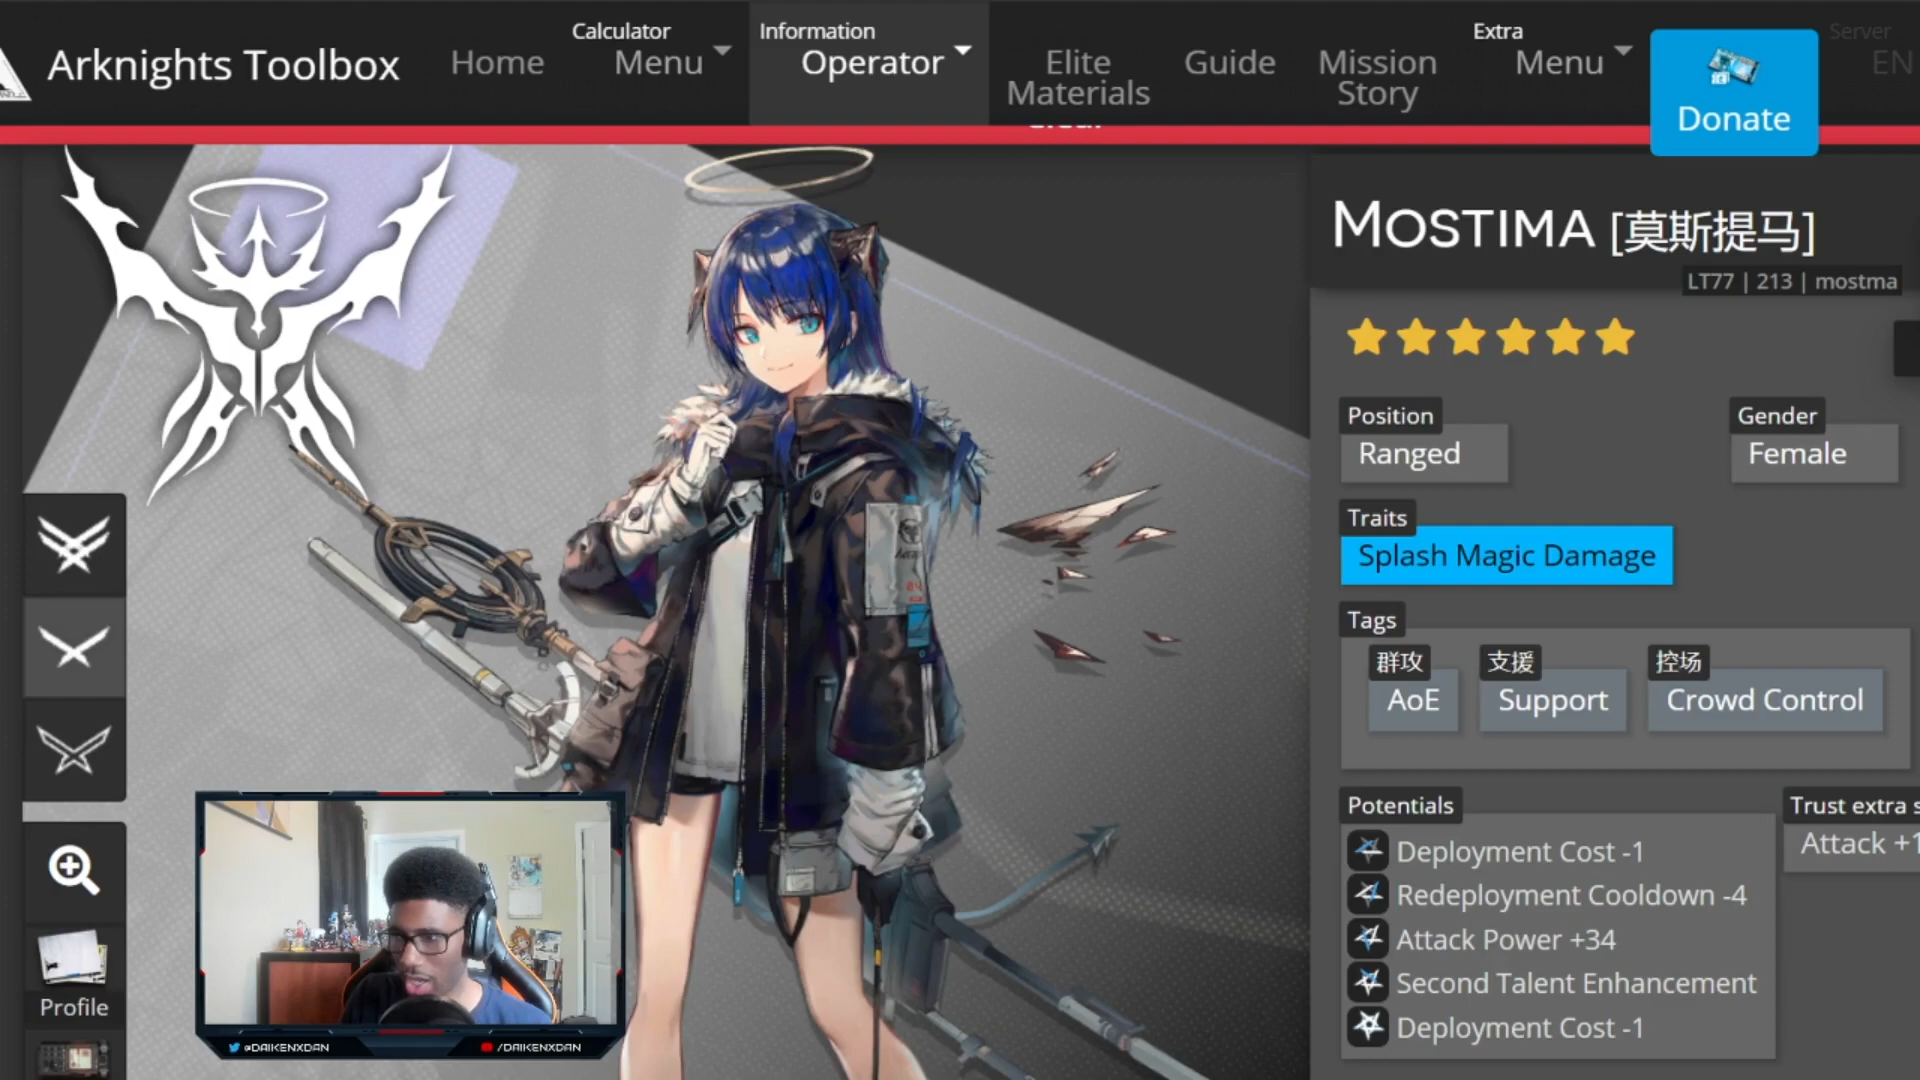 Arknights Toolbox
Home
Calculator
Menu
Information
Operator
Elite
Materials
Guide
Mission
Story
Extra
Menu
Donate
Server
EN
MOSTIMA [莫斯提马]
LT77 | 213 | mostma
Position
Ranged
Gender
Female
Traits
Splash Magic Damage
Tags
群攻
AoE
支援
Support
控场
Crowd Control
Potentials
Deployment Cost -1
Redeployment Cooldown -4
Attack Power +34
Second Talent Enhancement
Deployment Cost -1
Trust extra s
Attack +1
Profile
@DAIKENXDAN
/DAIKENXDAN
04